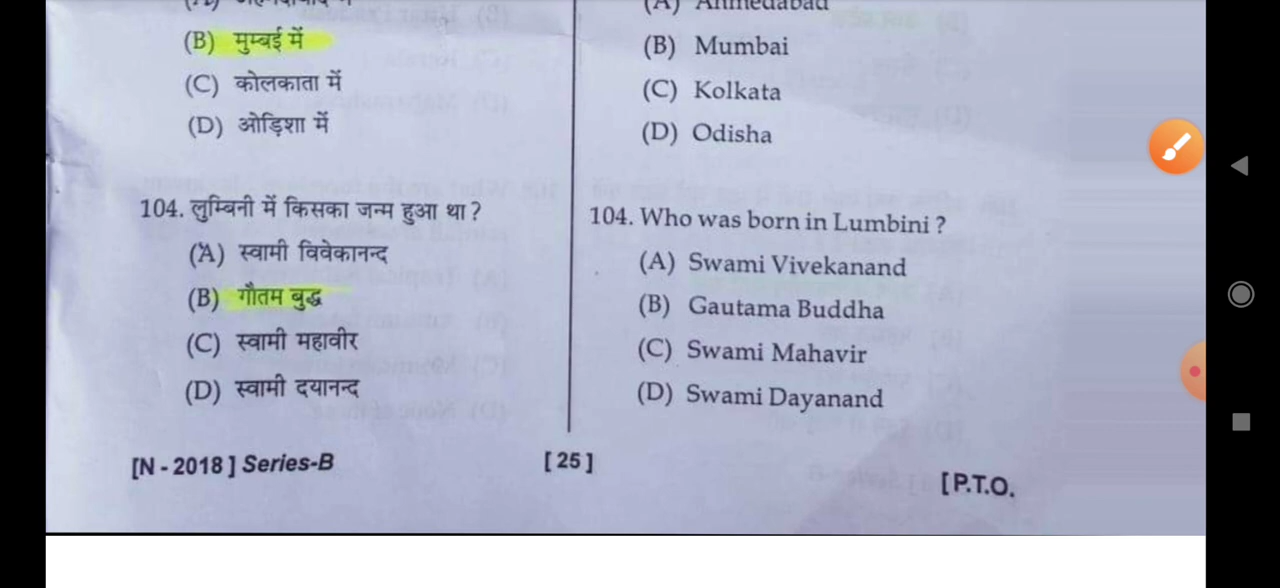 (B) मुम्बई में
(C) कोलकाता में
(D) ओड़िशा में
104. लुम्बिनी में किसका जन्म हुआ था ?
(A) स्वामी विवेकानन्द
(B) गौतम बुद्ध
(C) स्वामी महावीर
(D) स्वामी दयानन्द
(A) Ahmedabad
(B) Mumbai
(C) Kolkata
(D) Odisha
104. Who was born in Lumbini ?
(A) Swami Vivekanand
(B) Gautama Buddha
(C) Swami Mahavir
(D) Swami Dayanand
[N - 2018 ] Series-B
[ 25 ]
[P.T.O.